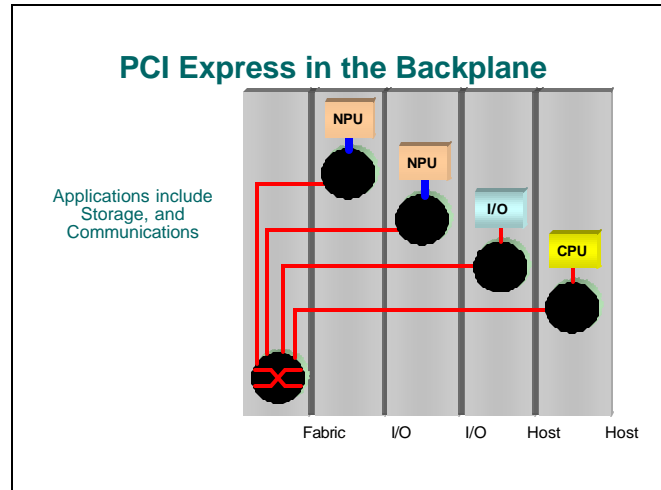 PCI Express in the Backplane
NPU
NPU
Applications include
Storage, and
Communications
I/O
CPU
Fabric I/O I/O Host Host